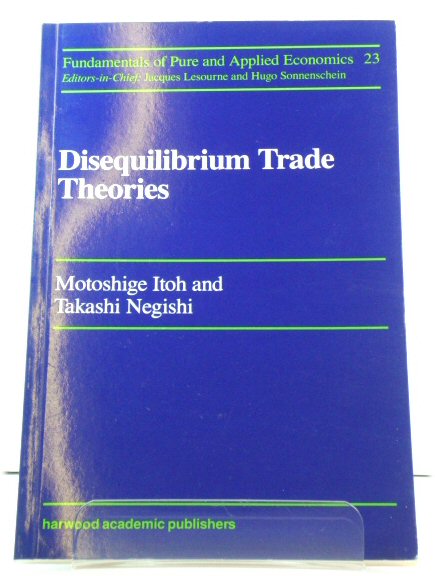 Fundamentals of Pure and Applied Economics 23
Editors-in-Chief: Jacques Lesourne and Hugo Sonnenschein
Disequilibrium Trade
Theories
Motoshige Itoh and
Takashi Negishi
harwood academic publishers